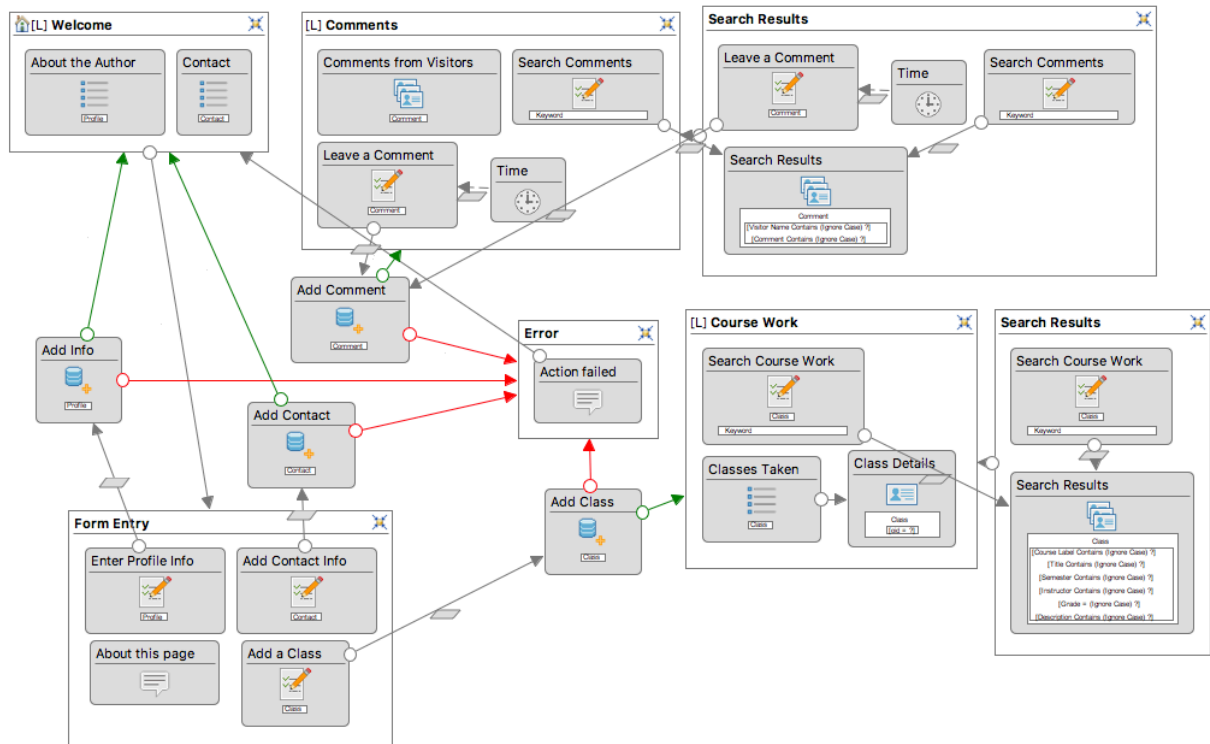 [L] Welcome
About the Author
Profile
Contact
Contact
[L] Comments
Comments from Visitors
Comment
Search Comments
Keyword
Leave a Comment
Comment
Time
Search Results
Leave a Comment
Comment
Time
Search Comments
Keyword
Search Results
Comment
[Visitor Name Contains (Ignore Case) ?]
[Comment Contains (Ignore Case) ?]
Add Comment
Comment
Add Info
Profile
Add Contact
Contact
Error
Action failed
Add Class
Class
[L] Course Work
Search Course Work
Class
Keyword
Classes Taken
Class
Class Details
Class
[oid = ?]
Search Results
Search Course Work
Class
Keyword
Search Results
Class
[Course Label Contains (Ignore Case) ?]
[Title Contains (Ignore Case) ?]
[Semester Contains (Ignore Case) ?]
[Instructor Contains (Ignore Case) ?]
[Grade = (Ignore Case) ?]
[Description Contains (Ignore Case) ?]
Form Entry
Enter Profile Info
Profile
Add Contact Info
Contact
About this page
Add a Class
Class